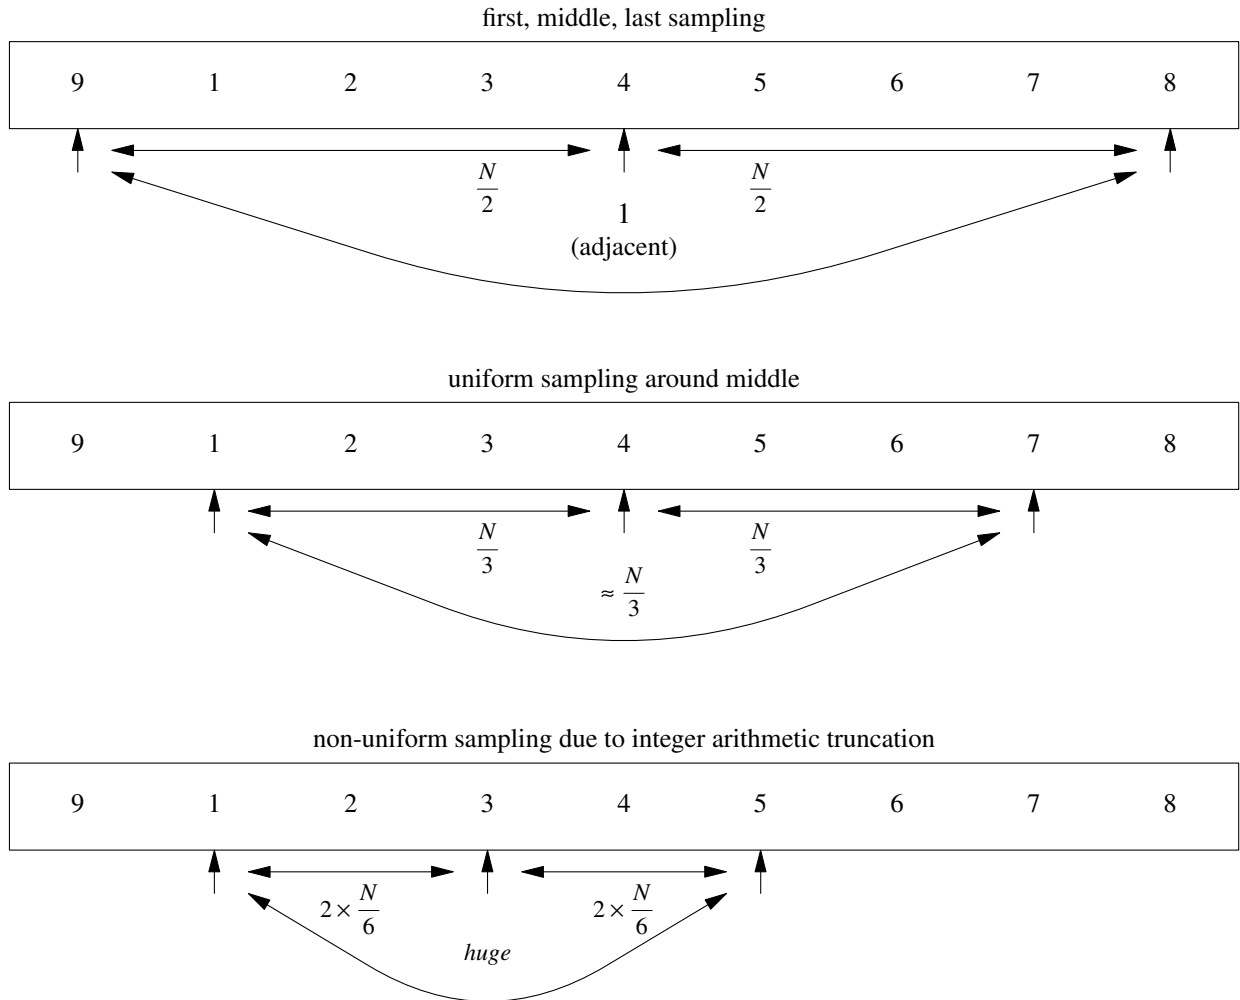 first, middle, last sampling
9 1 2 3 4 5 6 7 8
N/2 N/2
1
(adjacent)
uniform sampling around middle
9 1 2 3 4 5 6 7 8
N/3 N/3
≈ N/3
non-uniform sampling due to integer arithmetic truncation
9 1 2 3 4 5 6 7 8
2 × N/6 2 × N/6
huge